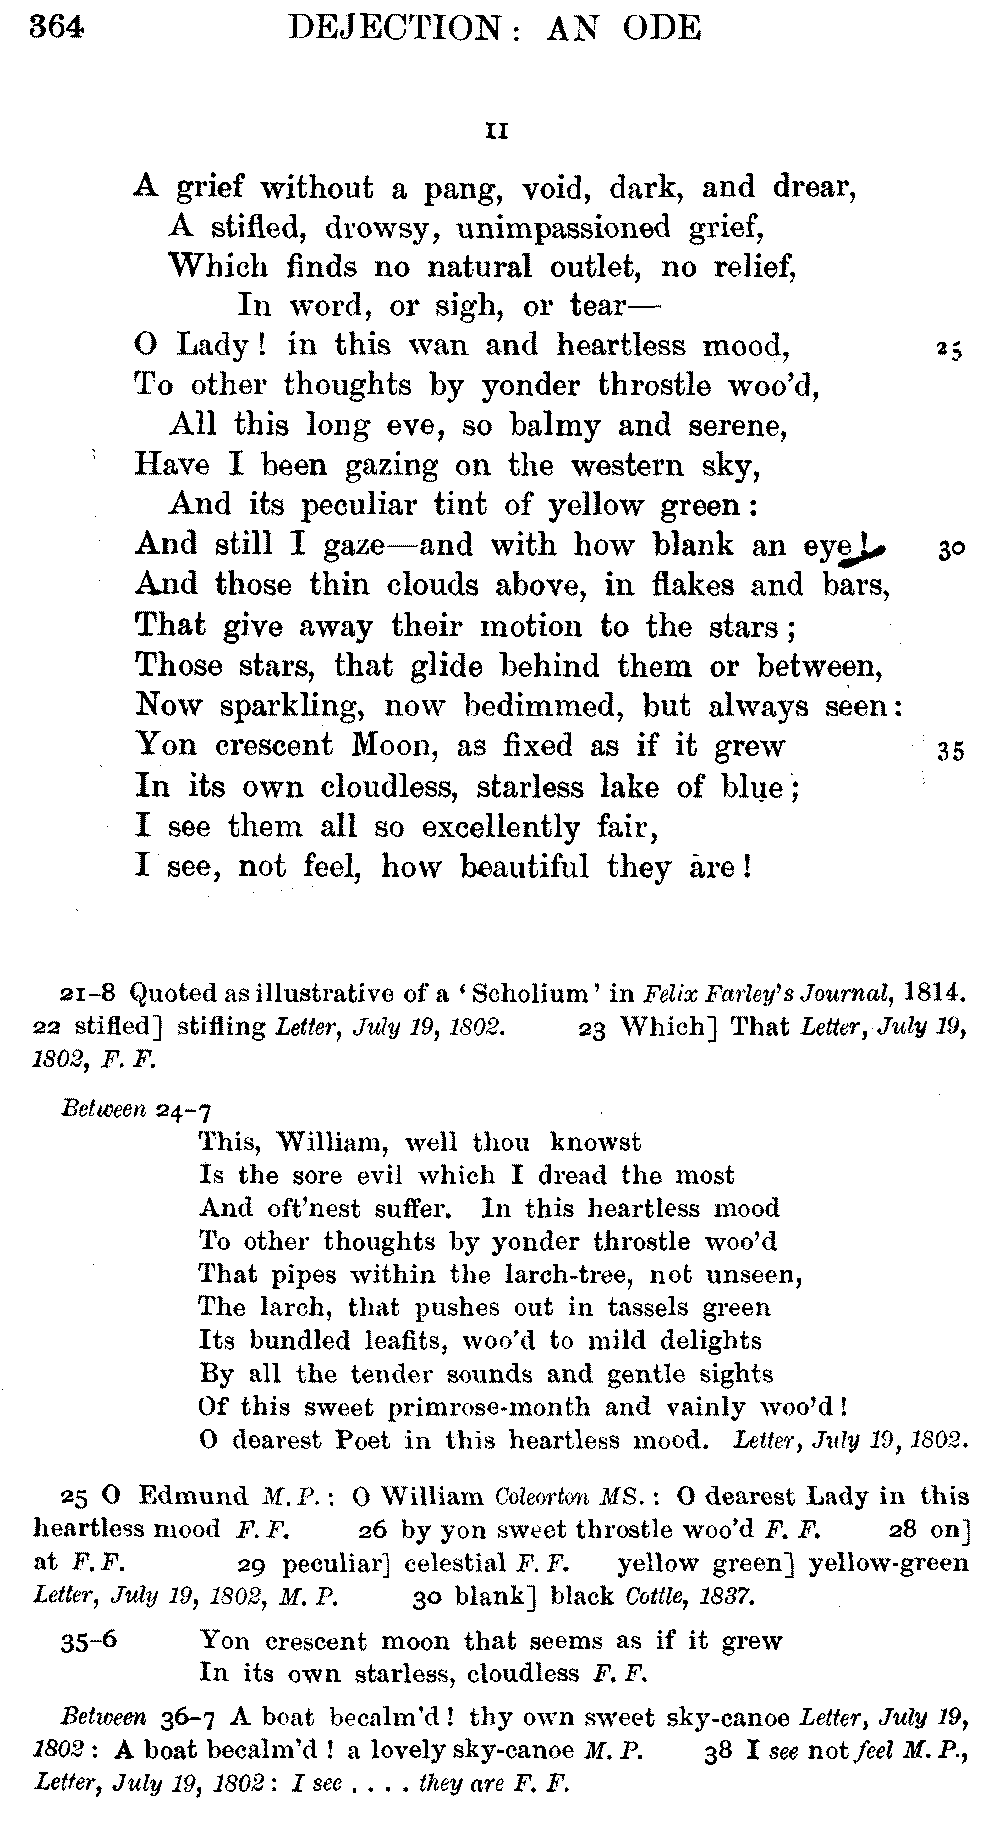 364 DEJECTION: AN ODE
II
A grief without a pang, void, dark, and drear,
A stifled, drowsy, unimpassioned grief,
Which finds no natural outlet, no relief,
In word, or sigh, or tear—
O Lady! in this wan and heartless mood, 25
To other thoughts by yonder throstle woo'd,
All this long eve, so balmy and serene,
Have I been gazing on the western sky,
And its peculiar tint of yellow green:
And still I gaze—and with how blank an eye! 30
And those thin clouds above, in flakes and bars,
That give away their motion to the stars;
Those stars, that glide behind them or between,
Now sparkling, now bedimmed, but always seen:
Yon crescent Moon, as fixed as if it grew 35
In its own cloudless, starless lake of blue;
I see them all so excellently fair,
I see, not feel, how beautiful they are!
21-8 Quoted as illustrative of a 'Scholium' in Felix Farley's Journal, 1814.
22 stifled] stifling Letter, July 19, 1802. 23 Which] That Letter, July 19,
1802, F. F.
Between 24-7
This, William, well thou knowst
Is the sore evil which I dread the most
And oft'nest suffer. In this heartless mood
To other thoughts by yonder throstle woo'd
That pipes within the larch-tree, not unseen,
The larch, that pushes out in tassels green
Its bundled leafits, woo'd to mild delights
By all the tender sounds and gentle sights
Of this sweet primrose-month and vainly woo'd!
O dearest Poet in this heartless mood. Letter, July 19, 1802.
25 O Edmund M. P.: O William Coleorton MS.: O dearest Lady in this
heartless mood F. F. 26 by yon sweet throstle woo'd F. F. 28 on]
at F. F. 29 peculiar] celestial F. F. yellow green] yellow-green
Letter, July 19, 1802, M. P. 30 blank] black Cottle, 1837.
35-6 Yon crescent moon that seems as if it grew
In its own starless, cloudless F. F.
Between 36-7 A boat becalm'd! thy own sweet sky-canoe Letter, July 19,
1802: A boat becalm'd! a lovely sky-canoe M. P. 38 I see not feel M. P.,
Letter, July 19, 1802: I see . . . . they are F. F.